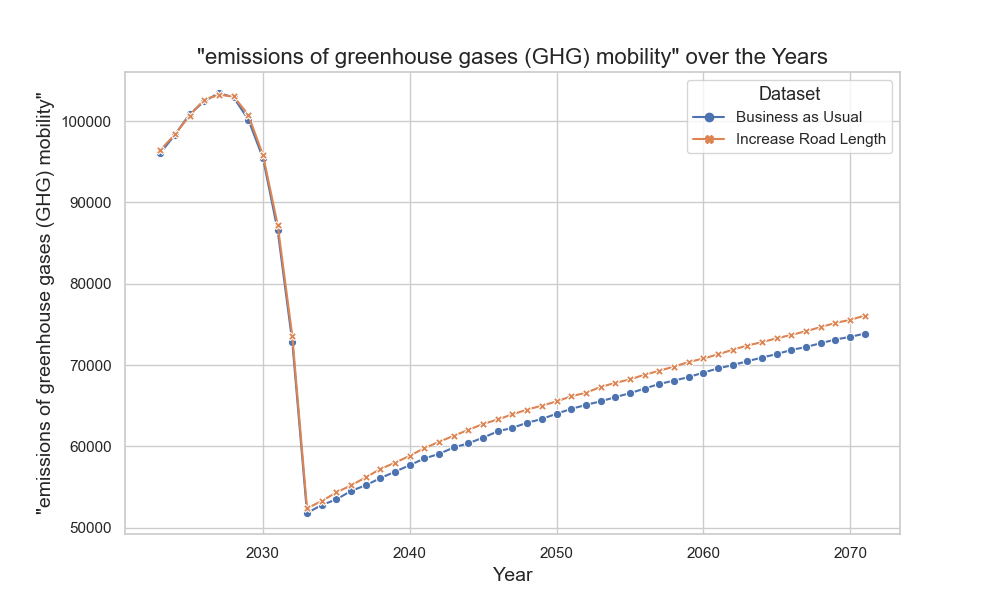 "emissions of greenhouse gases (GHG) mobility" over the Years
"emissions of greenhouse gases (GHG) mobility"
100000
90000
80000
70000
60000
50000
Dataset
Business as Usual
Increase Road Length
2030
2040
2050
2060
2070
Year